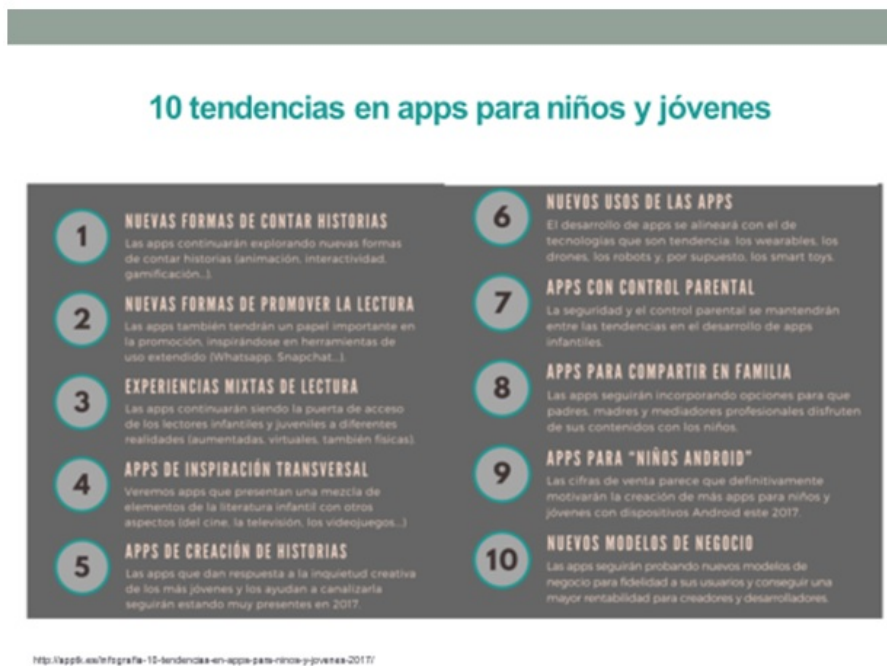 10 tendencias en apps para niños y jóvenes
1
NUEVAS FORMAS DE CONTAR HISTORIAS
Las apps continuarán explorando nuevas formas
de contar historias (animación, interactividad,
gamificación...).
2
NUEVAS FORMAS DE PROMOVER LA LECTURA
Las apps también tendrán un papel importante en
la promoción, inspirándose en herramientas de
uso extendido (Whatsapp, Snapchat...).
3
EXPERIENCIAS MIXTAS DE LECTURA
Las apps continuarán siendo la puerta de acceso
de los lectores infantiles y juveniles a diferentes
realidades (aumentadas, virtuales, también físicas).
4
APPS DE INSPIRACIÓN TRANSVERSAL
Veremos apps que presentan una mezcla de
elementos de la literatura infantil con otros
aspectos (del cine, la televisión, los videojuegos...)
5
APPS DE CREACIÓN DE HISTORIAS
Las apps que dan respuesta a la inquietud creativa
de los más jóvenes y los ayudan a canalizarla
seguirán estando muy presentes en 2017.
6
NUEVOS USOS DE LAS APPS
El desarrollo de apps se alineará con el de
tecnologías que son tendencia: los wearables, los
drones, los robots y, por supuesto, los smart toys.
7
APPS CON CONTROL PARENTAL
La seguridad y el control parental se mantendrán
entre las tendencias en el desarrollo de apps
infantiles.
8
APPS PARA COMPARTIR EN FAMILIA
Las apps seguirán incorporando opciones para que
padres, madres y mediadores profesionales disfruten
de sus contenidos con los niños.
9
APPS PARA "NIÑOS ANDROID"
Las cifras de venta parece que definitivamente
motivarán la creación de más apps para niños y
jóvenes con dispositivos Android este 2017.
10
NUEVOS MODELOS DE NEGOCIO
Las apps seguirán probando nuevos modelos de
negocio para fidelidad a sus usuarios y conseguir una
mayor rentabilidad para creadores y desarrolladores.
http://apptk.es/infografia-10-tendencias-en-apps-para-ninos-y-jovenes-2017/